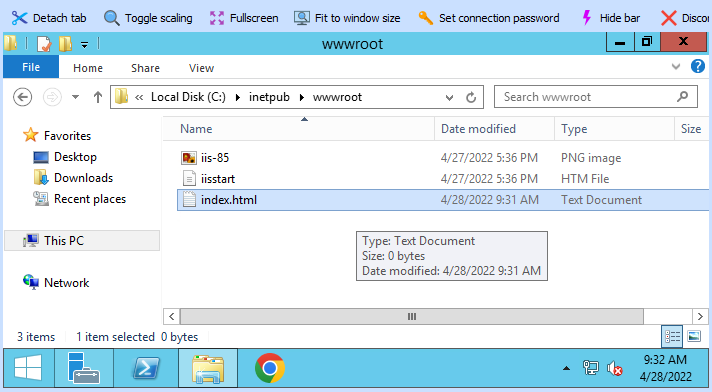 Detach tab Toggle scaling Fullscreen Fit to window size Set connection password Hide bar Discor
wwwroot
File Home Share View
Local Disk (C:) inetpub wwwroot Search wwwroot
Name Date modified Type Size
Favorites
Desktop
Downloads
Recent places
This PC
Network
iis-85 4/27/2022 5:36 PM PNG image
iisstart 4/27/2022 5:36 PM HTM File
index.html 4/28/2022 9:31 AM Text Document
Type: Text Document
Size: 0 bytes
Date modified: 4/28/2022 9:31 AM
3 items 1 item selected 0 bytes
9:32 AM
4/28/2022